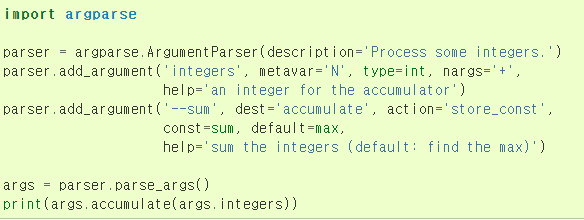 import argparse

parser = argparse.ArgumentParser(description='Process some integers.')
parser.add_argument('integers', metavar='N', type=int, nargs='+',
                    help='an integer for the accumulator')
parser.add_argument('--sum', dest='accumulate', action='store_const',
                    const=sum, default=max,
                    help='sum the integers (default: find the max)')

args = parser.parse_args()
print(args.accumulate(args.integers))